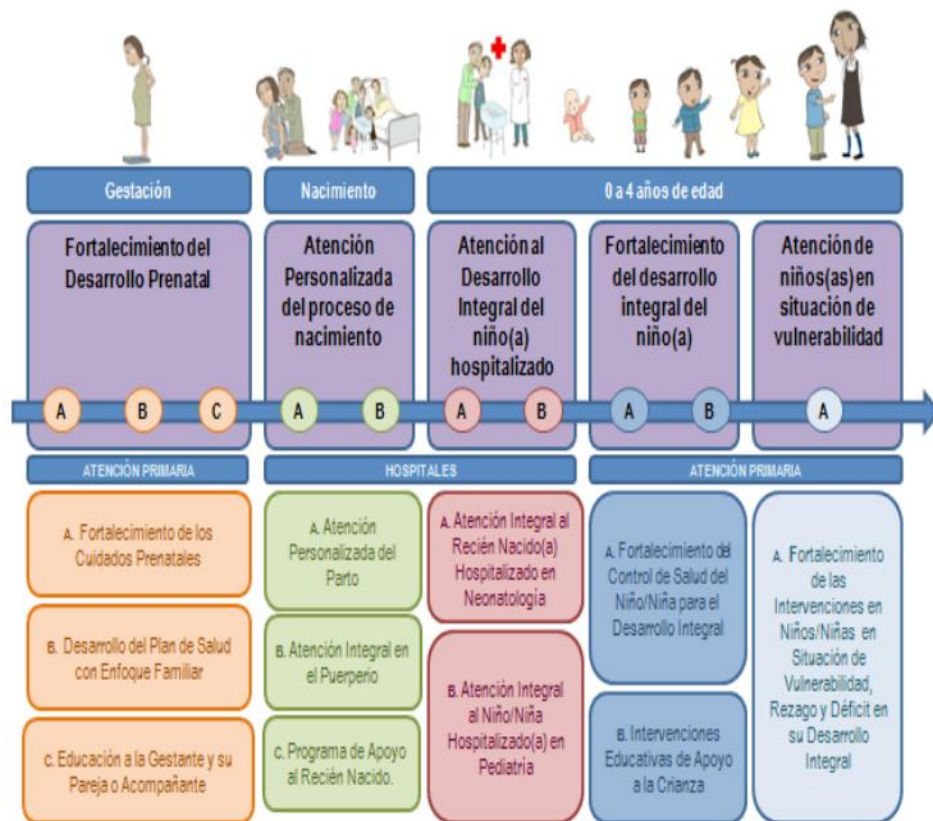 Gestación
Nacimiento
0 a 4 años de edad
Fortalecimiento del
Desarrollo Prenatal
Atención
Personalizada
del proceso de
nacimiento
Atención al
Desarrollo
Integral del
niño(a)
hospitalizado
Fortalecimiento
del desarrollo
integral del
niño(a)
Atención de
niños(as) en
situación de
vulnerabilidad
A
B
C
A
B
A
B
A
B
A
ATENCIÓN PRIMARIA
HOSPITALES
ATENCIÓN PRIMARIA
A. Fortalecimiento de los
Cuidados Prenatales
B. Desarrollo del Plan de Salud
con Enfoque Familiar
C. Educación a la Gestante y su
Pareja o Acompañante
A. Atención
Personalizada del
Parto
B. Atención Integral en
el Puerperio
C. Programa de Apoyo
al Recién Nacido.
A. Atención Integral al
Recién Nacido(a)
Hospitalizado en
Neonatología
B. Atención Integral
al Niño/Niña
Hospitalizado(a) en
Pediatría
A. Fortalecimiento del
Control de Salud del
Niño/Niña para el
Desarrollo Integral
B. Intervenciones
Educativas de Apoyo
a la Crianza
A. Fortalecimiento
de las
Intervenciones en
Niños/Niñas en
Situación de
Vulnerabilidad,
Rezago y Déficit en
su Desarrollo
Integral